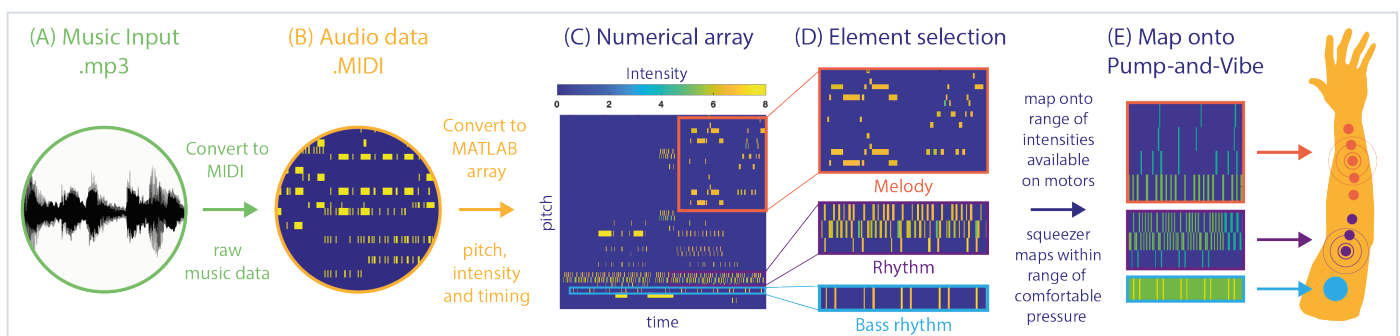 (A) Music Input
.mp3
Convert to
MIDI
raw
music data
(B) Audio data
.MIDI
Convert to
MATLAB
array
pitch,
intensity
and timing
(C) Numerical array
Intensity
0 2 4 6 8
pitch
time
(D) Element selection
Melody
Rhythm
Bass rhythm
map onto
range of
intensities
available
on motors
squeezer
maps within
range of
comfortable
pressure
(E) Map onto
Pump-and-Vibe